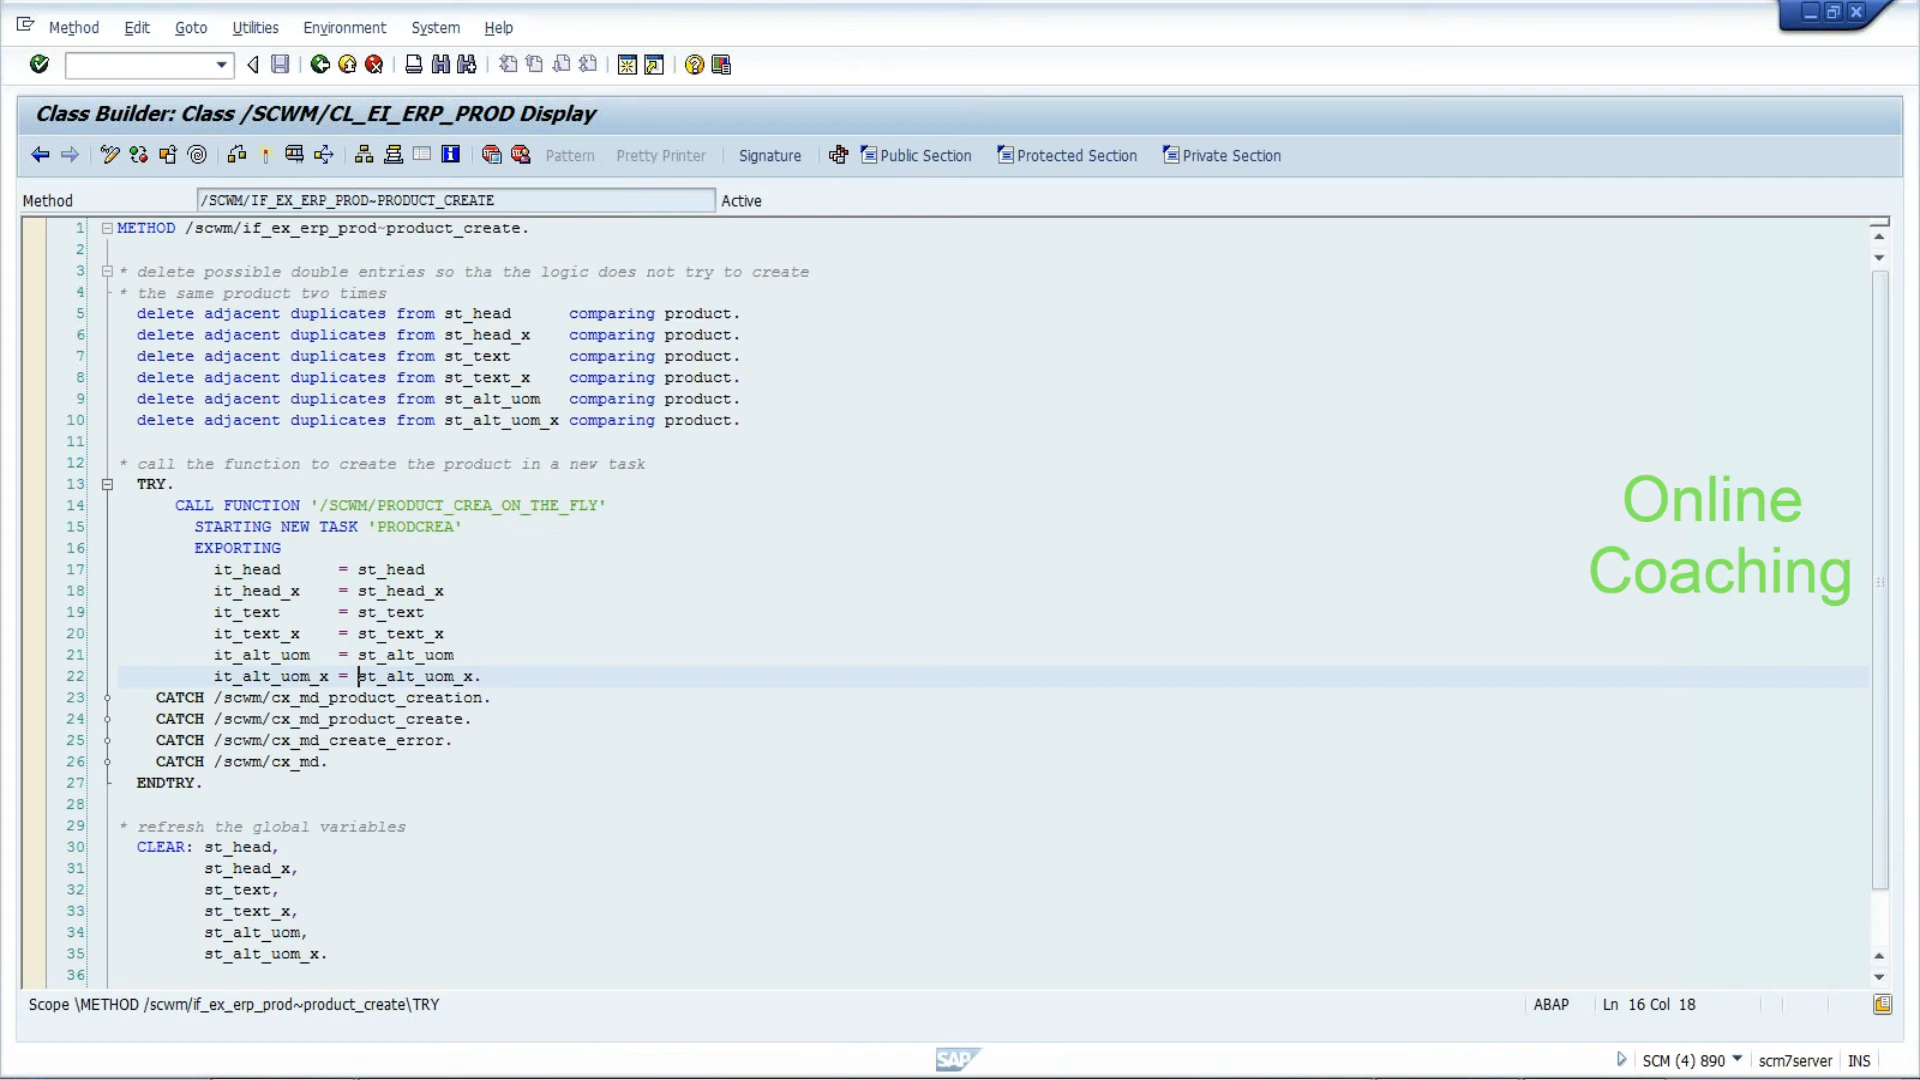 Method Edit Goto Utilities Environment System Help
Class Builder: Class /SCWM/CL_EI_ERP_PROD Display
Pattern Pretty Printer Signature Public Section Protected Section Private Section
Method /SCWM/IF_EX_ERP_PROD~PRODUCT_CREATE Active
1 METHOD /scwm/if_ex_erp_prod~product_create.
2
3 * delete possible double entries so tha the logic does not try to create
4 * the same product two times
5 delete adjacent duplicates from st_head comparing product.
6 delete adjacent duplicates from st_head_x comparing product.
7 delete adjacent duplicates from st_text comparing product.
8 delete adjacent duplicates from st_text_x comparing product.
9 delete adjacent duplicates from st_alt_uom comparing product.
10 delete adjacent duplicates from st_alt_uom_x comparing product.
11
12 * call the function to create the product in a new task
13 TRY.
14 CALL FUNCTION '/SCWM/PRODUCT_CREA_ON_THE_FLY'
15 STARTING NEW TASK 'PRODCREA'
16 EXPORTING
17 it_head = st_head
18 it_head_x = st_head_x
19 it_text = st_text
20 it_text_x = st_text_x
21 it_alt_uom = st_alt_uom
22 it_alt_uom_x = st_alt_uom_x.
23 CATCH /scwm/cx_md_product_creation.
24 CATCH /scwm/cx_md_product_create.
25 CATCH /scwm/cx_md_create_error.
26 CATCH /scwm/cx_md.
27 ENDTRY.
28
29 * refresh the global variables
30 CLEAR: st_head,
31 st_head_x,
32 st_text,
33 st_text_x,
34 st_alt_uom,
35 st_alt_uom_x.
36
Online
Coaching
Scope \METHOD /scwm/if_ex_erp_prod~product_create\TRY ABAP Ln 16 Col 18
SAP SCM (4) 890 scm7server INS